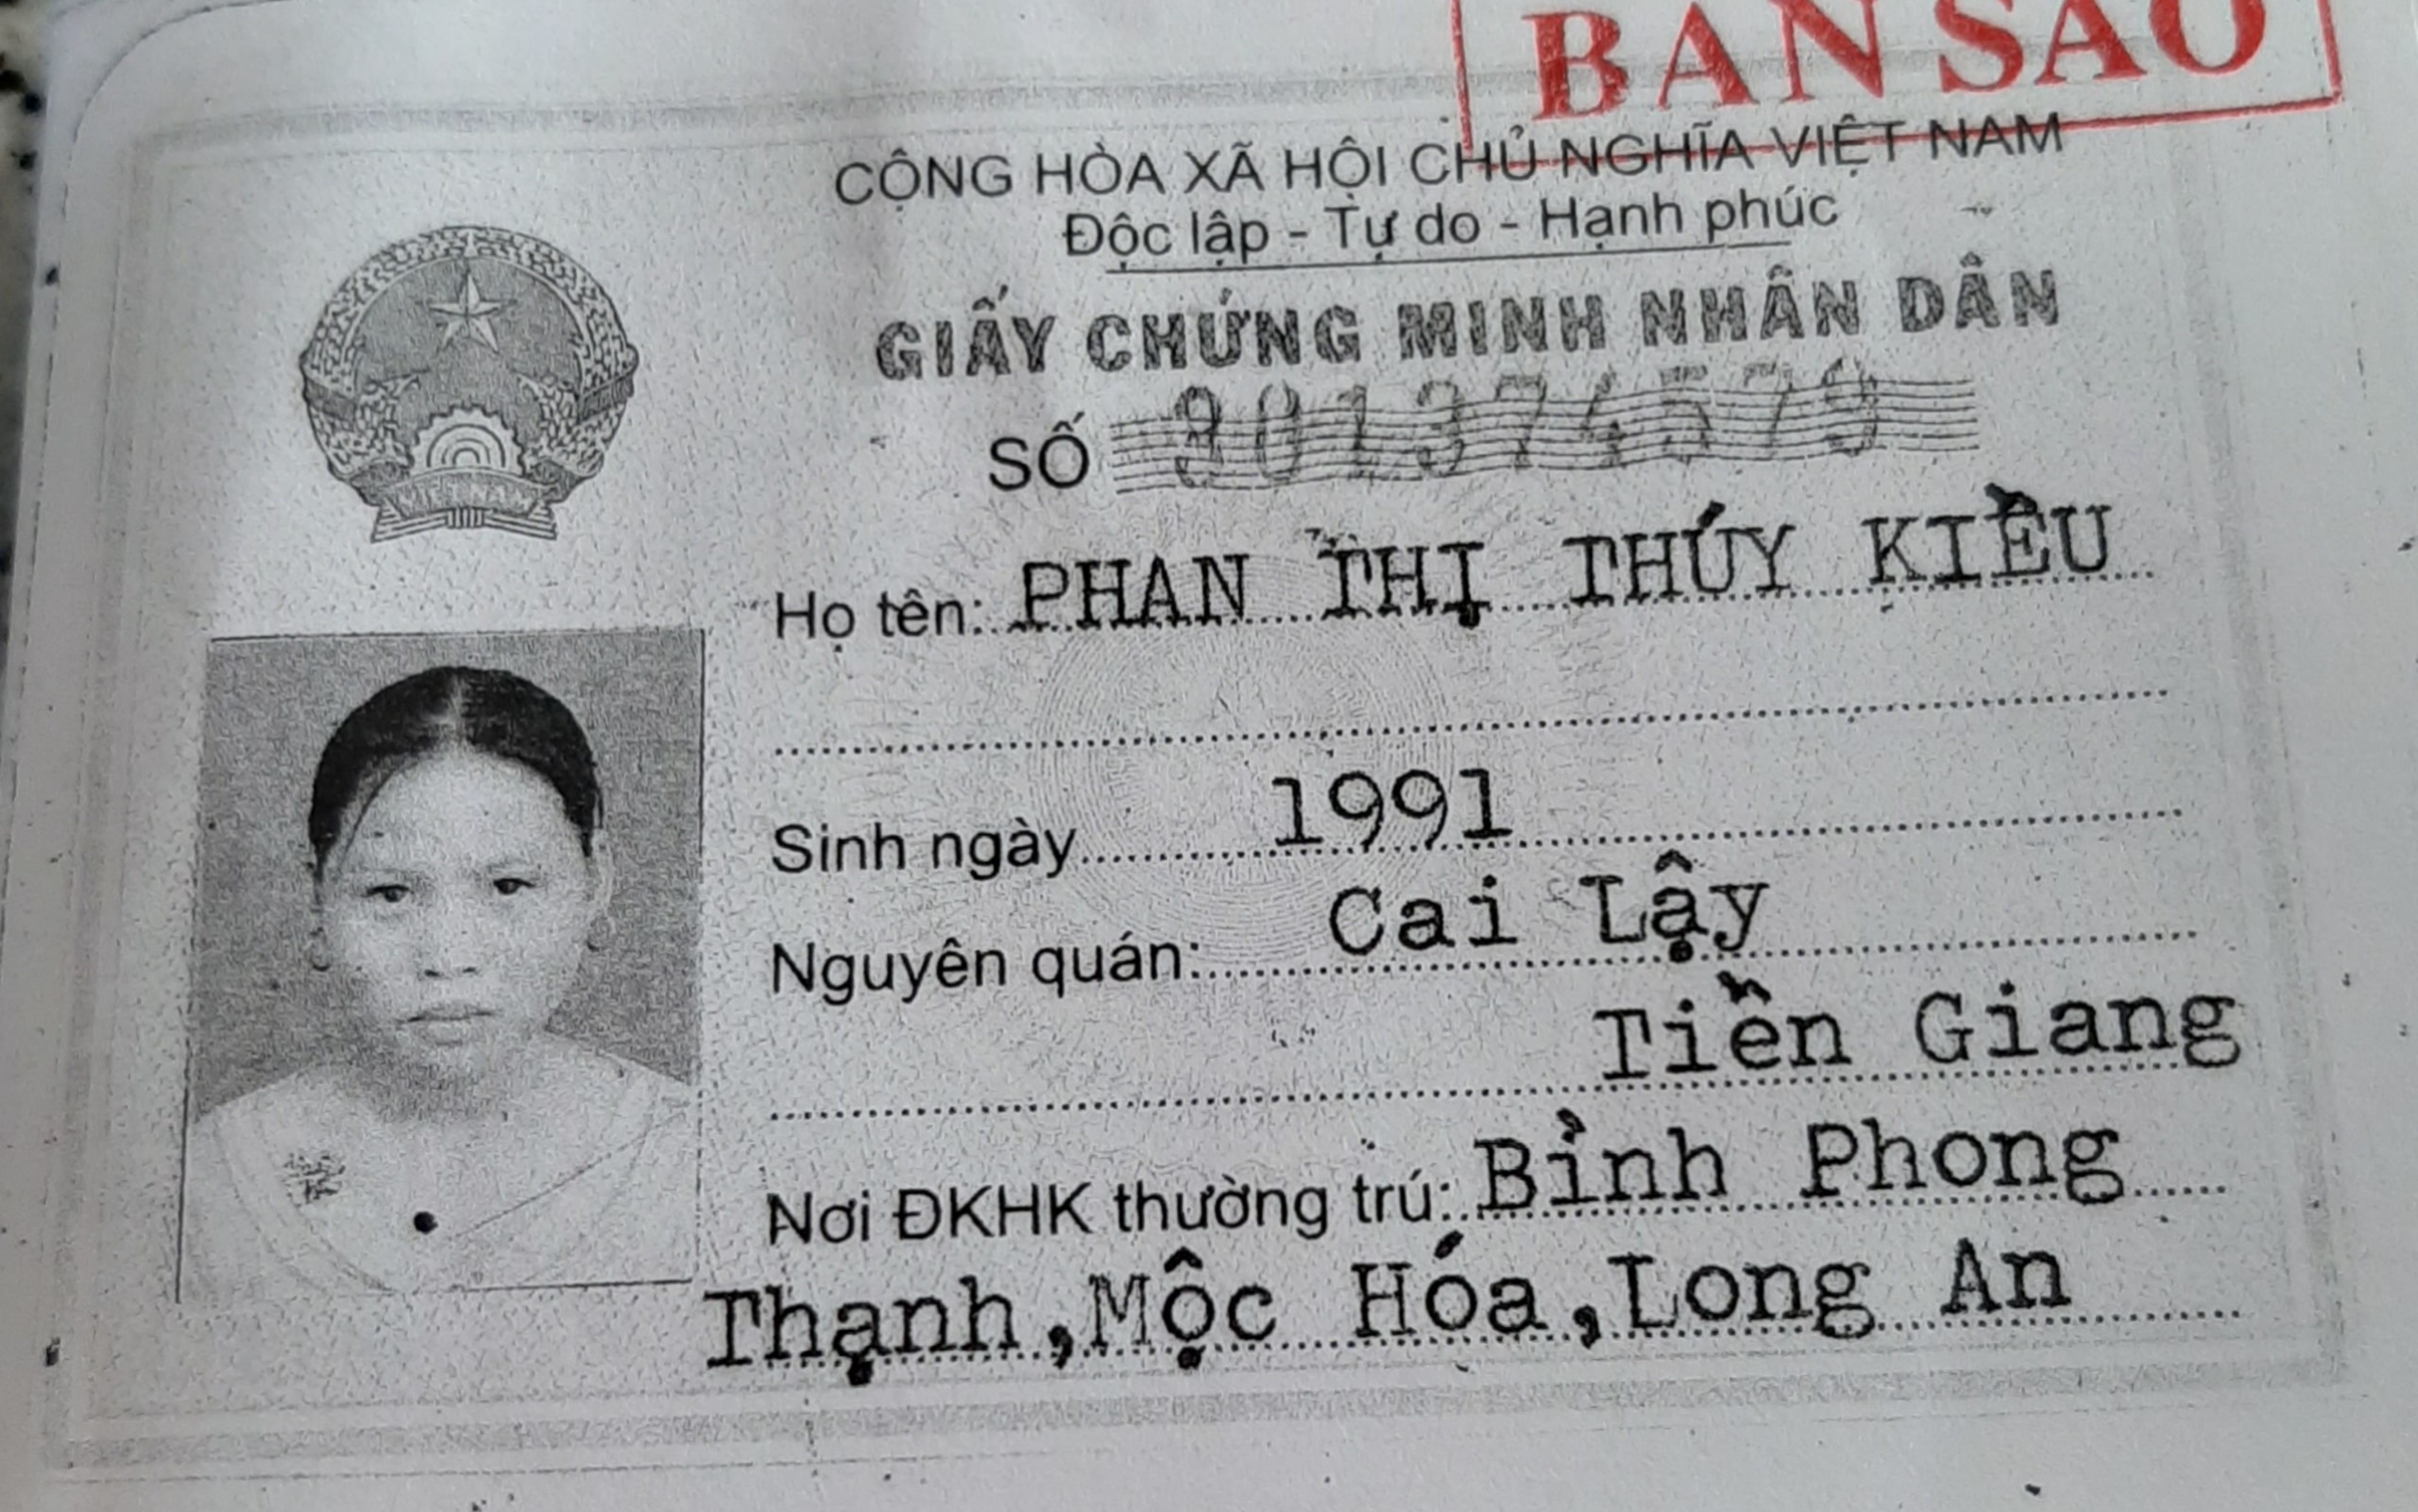 BẢN SAO
CỘNG HÒA XÃ HỘI CHỦ NGHĨA VIỆT NAM
Độc lập - Tự do - Hạnh phúc
GIẤY CHỨNG MINH NHÂN DÂN
SỐ
VIỆT NAM
Họ tên: PHAN THỊ THÚY KIỀU
Sinh ngày 1991
Nguyên quán: Cai Lậy
Tiền Giang
Nơi ĐKHK thường trú: Bình Phong
Thạnh, Mộc Hóa, Long An